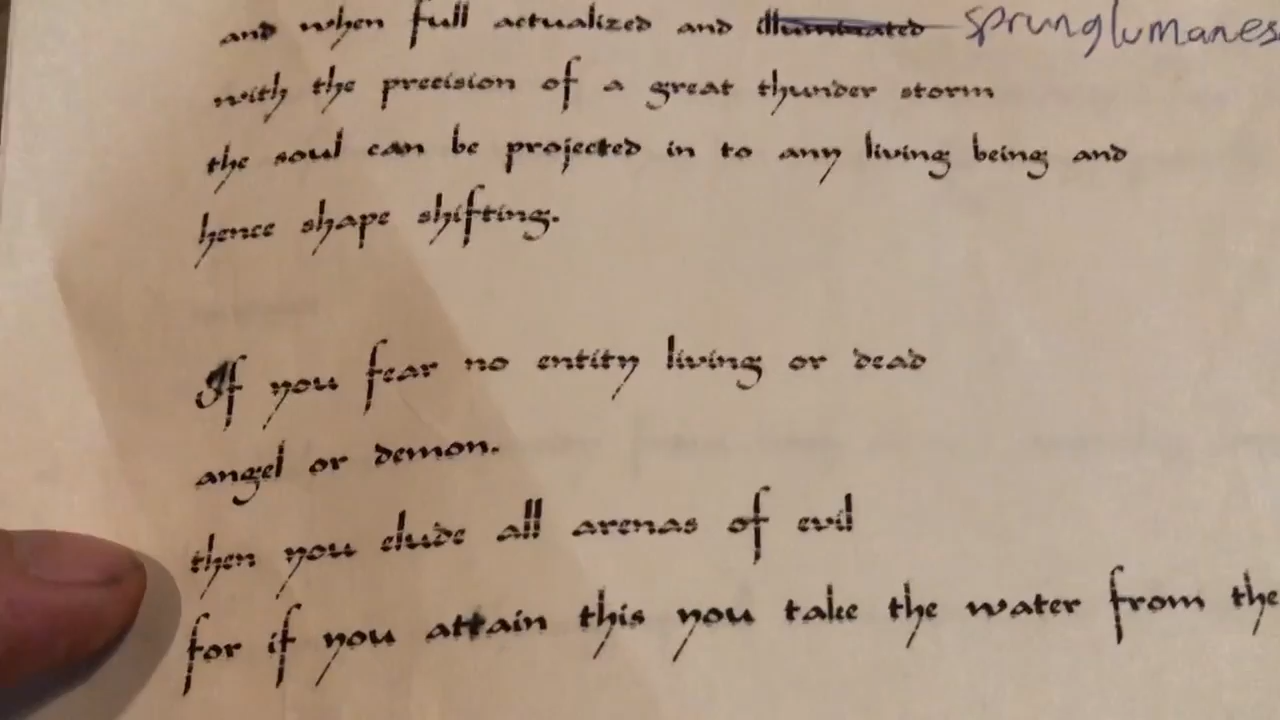 and when full actualized and illuminated sprunglumanes
with the precision of a great thunder storm
the soul can be projected in to any living being and
hence shape shifting.
If you fear no entity living or dead
angel or demon.
then you elude all arenas of evil
for if you attain this you take the water from the